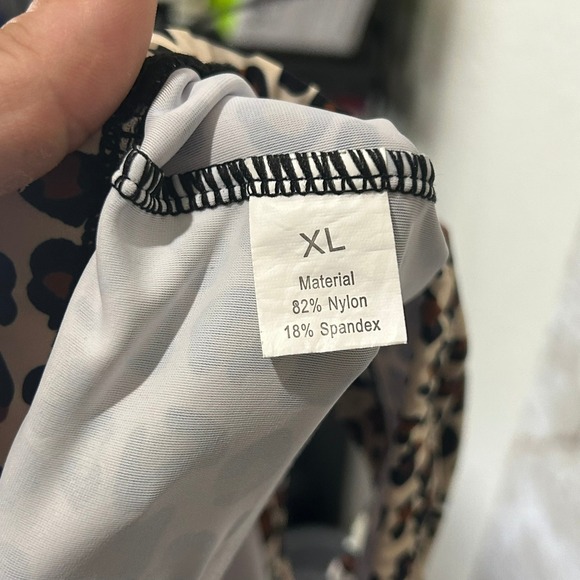 XL
Material
82% Nylon
18% Spandex